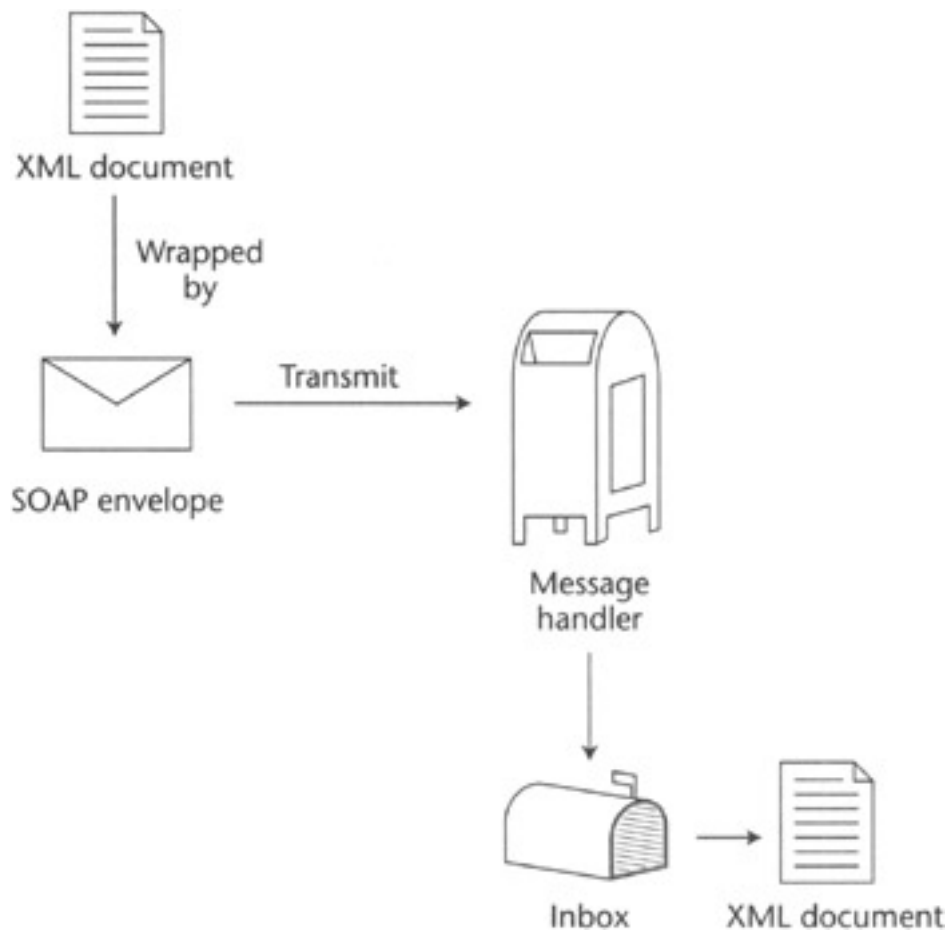 XML document
Wrapped
by
Transmit
SOAP envelope
Message
handler
Inbox
XML document